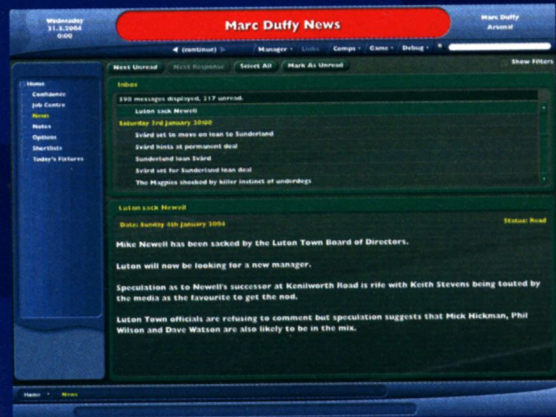 Wednesday
31.3.2004
0:00
Marc Duffy News
Marc Duffy
Arsenal
(continue)
Manager
Links
Comps
Game
Debug
Next Unread
Next Response
Select All
Mark As Unread
Show Filters
Home
Confidence
Job Centre
News
Notes
Options
Shortlists
Today's Fixtures
Inbox
598 messages displayed, 217 unread.
Luton sack Newell
Saturday 3rd January 2004
Svärd set to move on loan to Sunderland
Svärd hints at permanent deal
Sunderland loan Svärd
Svärd set for Sunderland loan deal
The Magpies shocked by killer instinct of underdogs
Luton sack Newell
Date: Sunday 4th January 2004
Status: Read
Mike Newell has been sacked by the Luton Town Board of Directors.
Luton will now be looking for a new manager.
Speculation as to Newell's successor at Kenilworth Road is rife with Keith Stevens being touted by
the media as the favourite to get the nod.
Luton Town officials are refusing to comment but speculation suggests that Mick Hickman, Phil
Wilson and Dave Watson are also likely to be in the mix.
Home
News